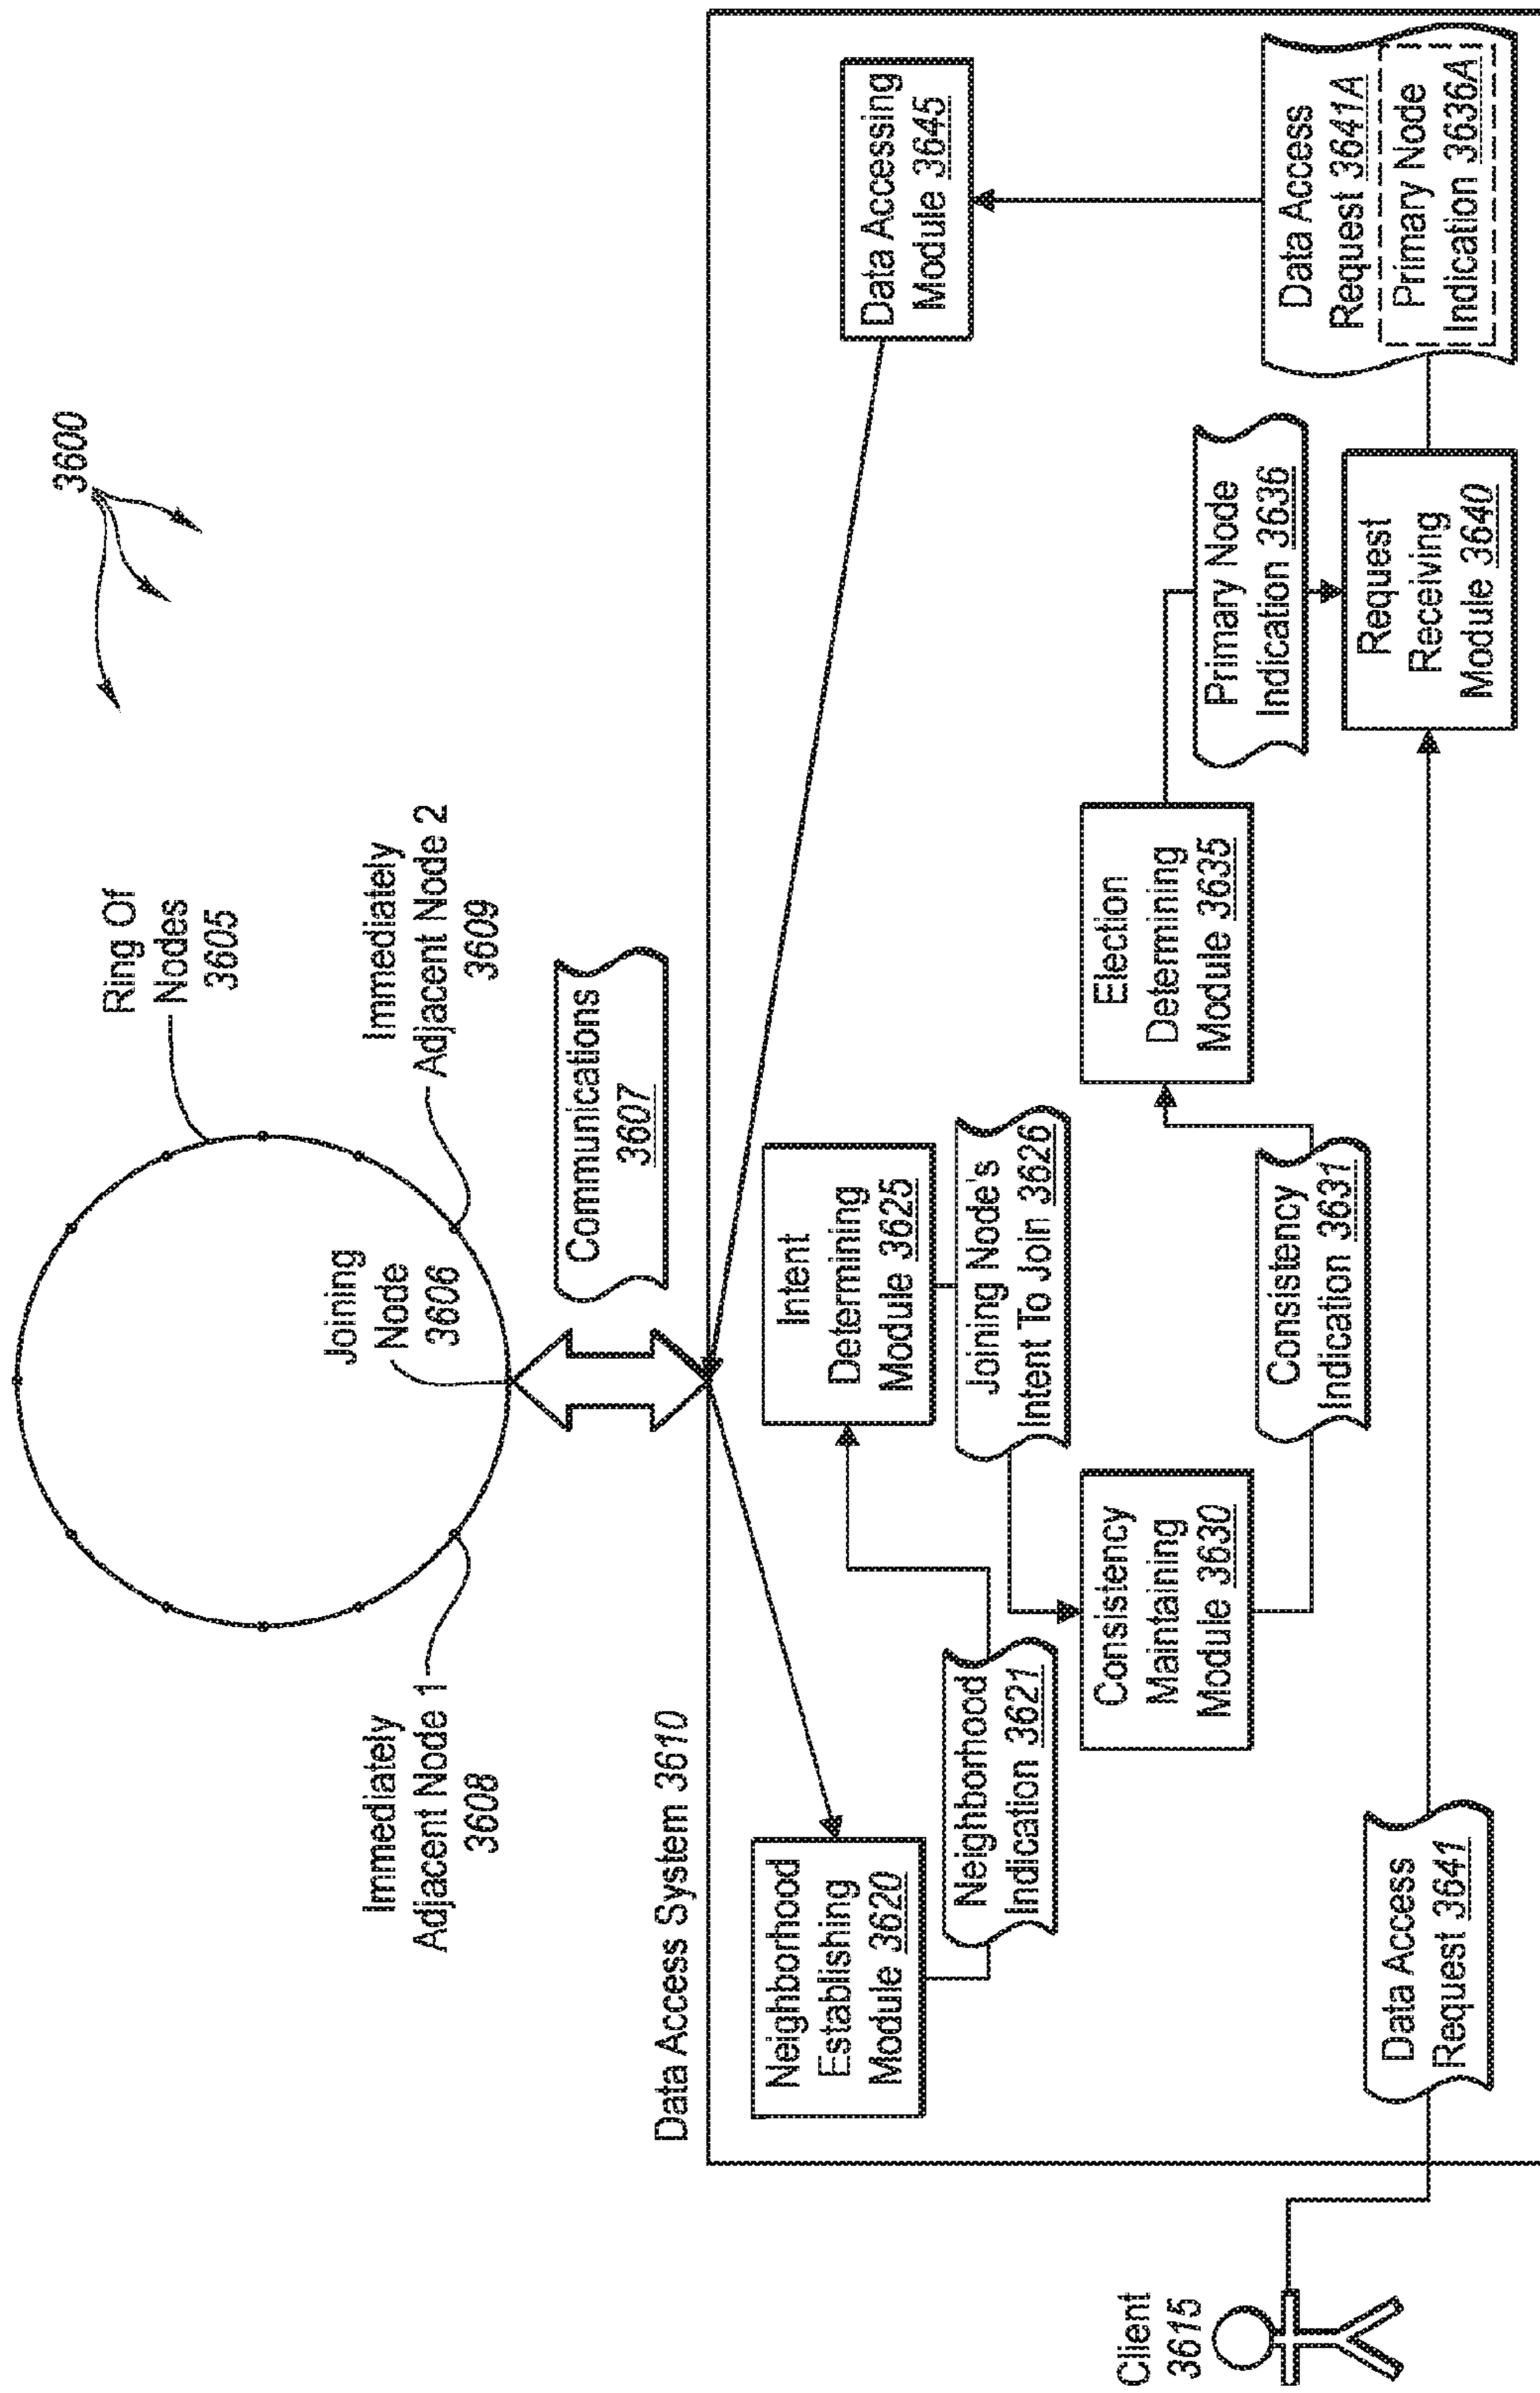 3600
Ring Of
Nodes
3605
Joining
Node
3606
Immediately
Adjacent Node 1
3608
Immediately
Adjacent Node 2
3609
Communications
3607
Data Access System 3610
Neighborhood
Establishing
Module 3620
Neighborhood
Indication 3621
Intent
Determining
Module 3625
Joining Node's
Intent To Join 3626
Consistency
Maintaining
Module 3630
Consistency
Indication 3631
Election
Determining
Module 3635
Primary Node
Indication 3636
Data Accessing
Module 3645
Client
3615
Data Access
Request 3641
Request
Receiving
Module 3640
Data Access
Request 3641A
Primary Node
Indication 3636A